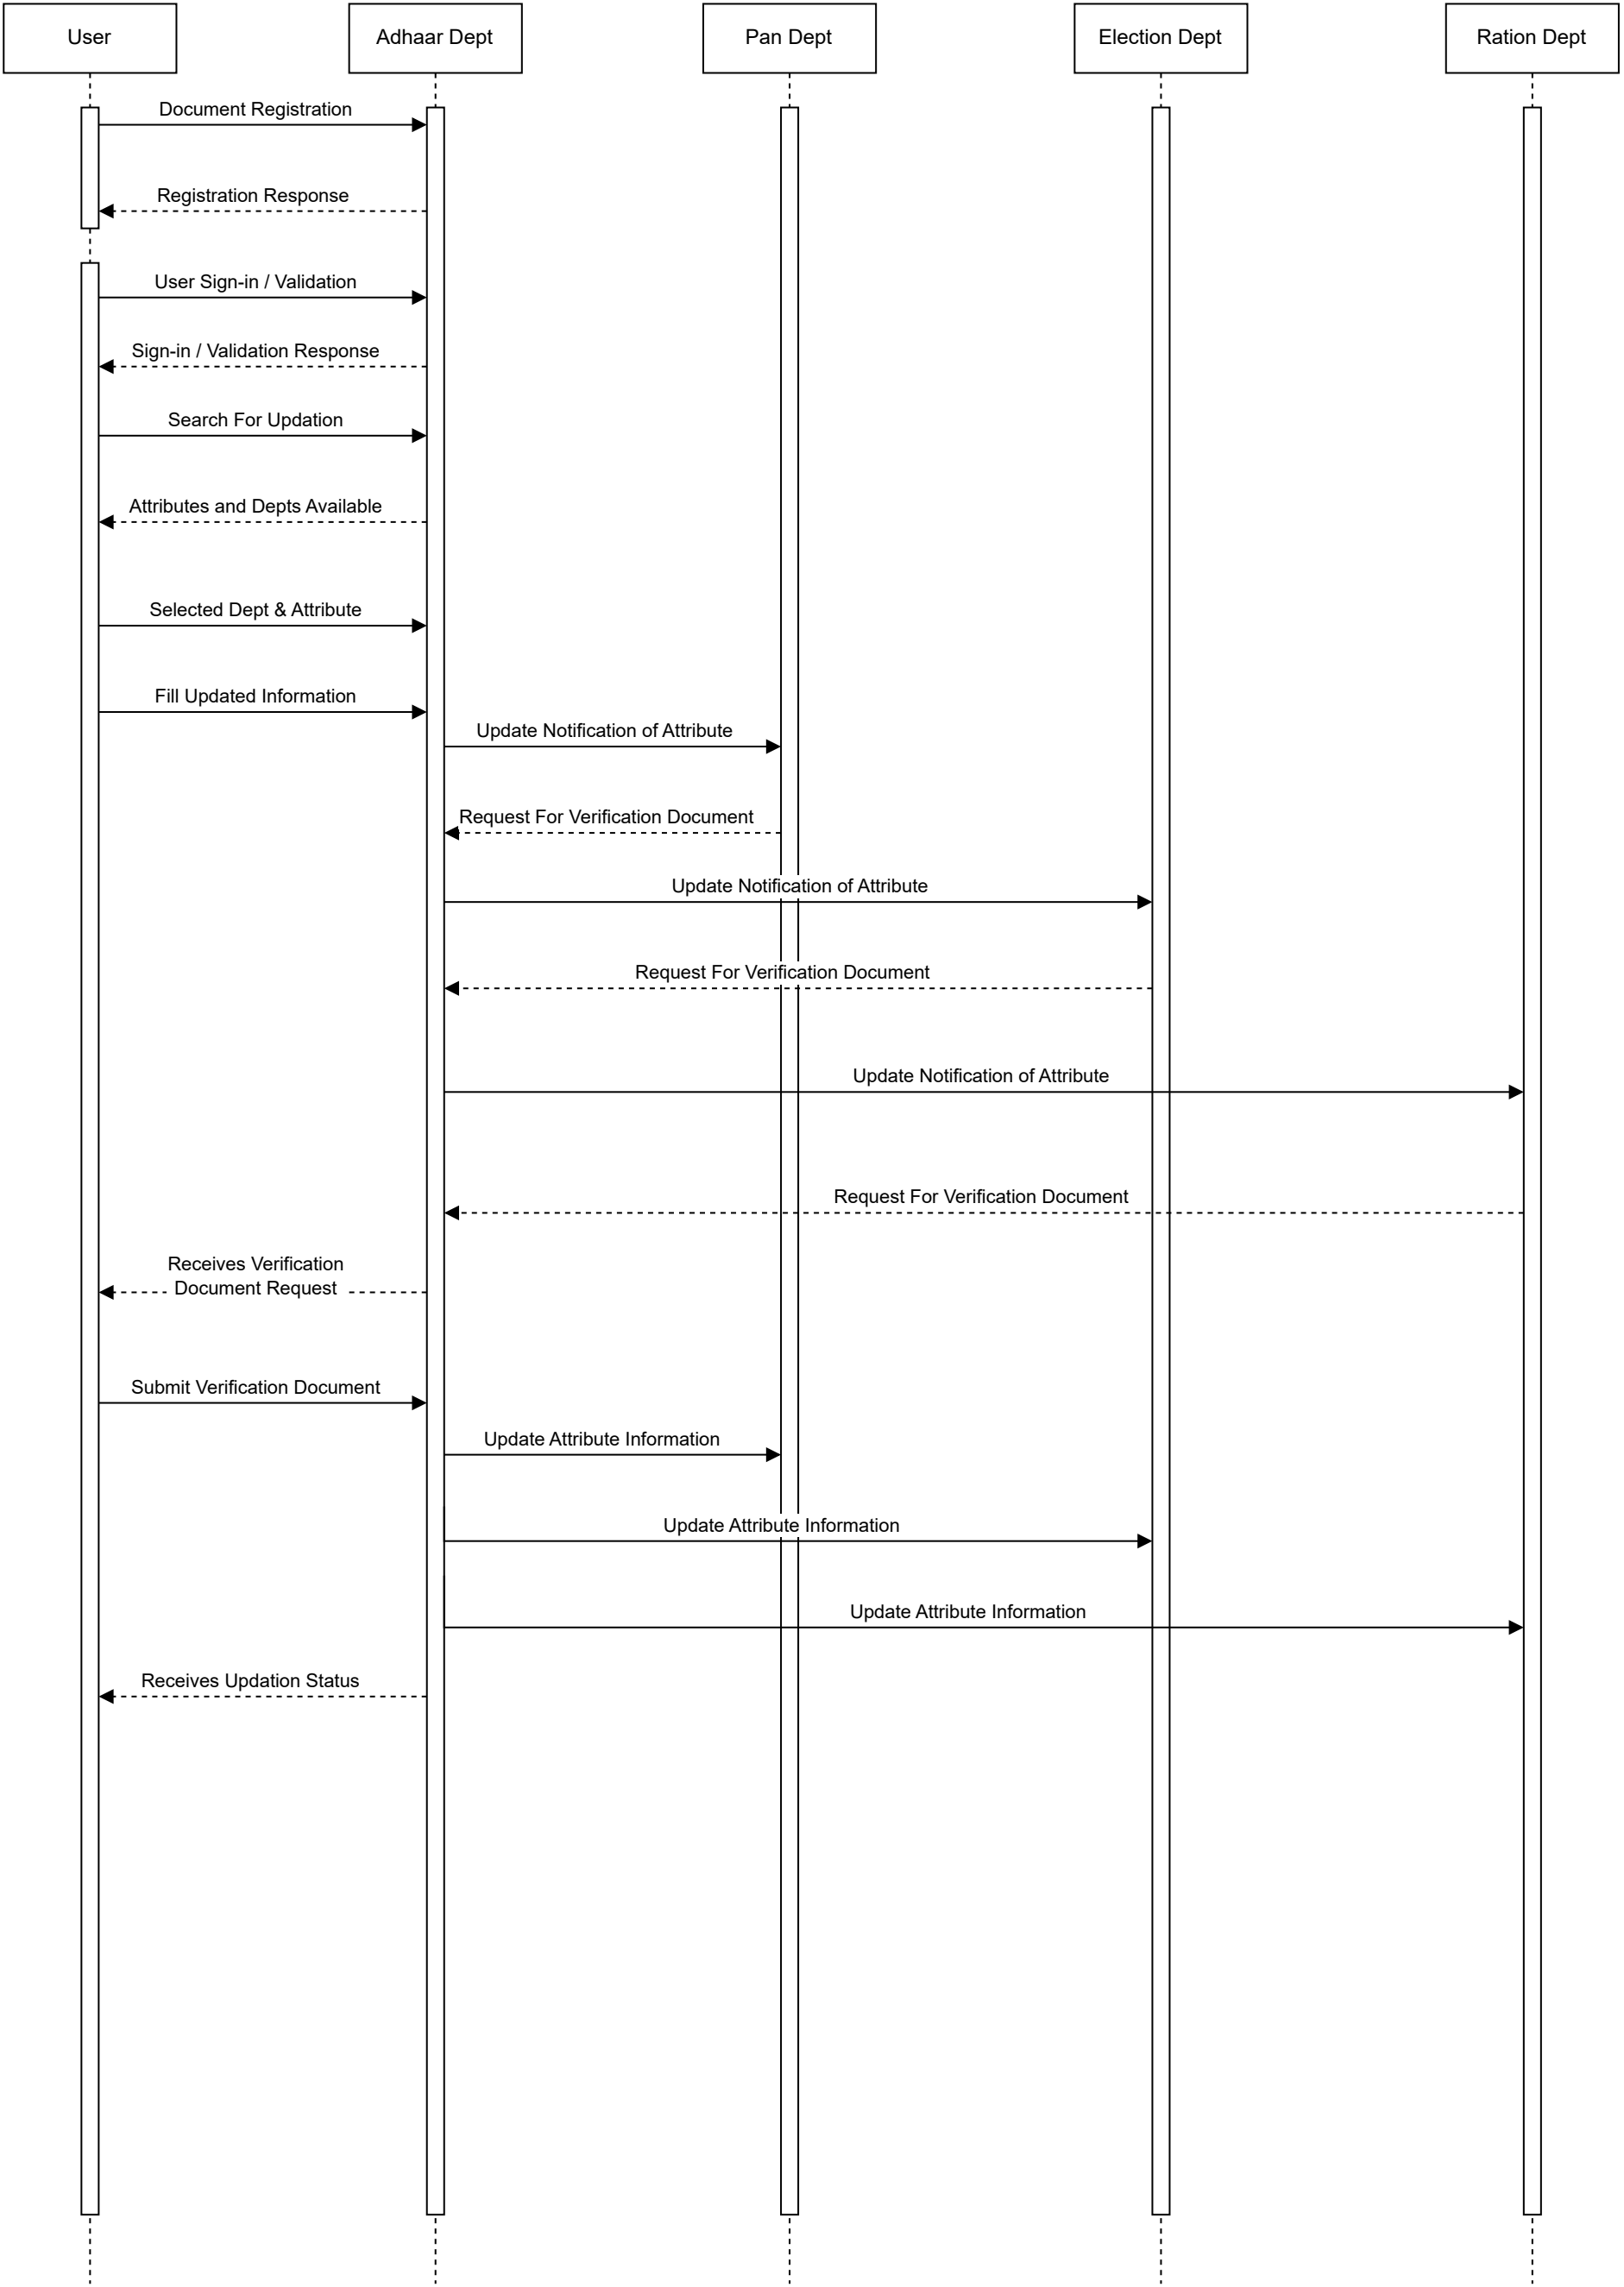 User
Adhaar Dept
Pan Dept
Election Dept
Ration Dept
Document Registration
Registration Response
User Sign-in / Validation
Sign-in / Validation Response
Search For Updation
Attributes and Depts Available
Selected Dept & Attribute
Fill Updated Information
Update Notification of Attribute
Request For Verification Document
Update Notification of Attribute
Request For Verification Document
Update Notification of Attribute
Request For Verification Document
Receives Verification
Document Request
Submit Verification Document
Update Attribute Information
Update Attribute Information
Update Attribute Information
Receives Updation Status